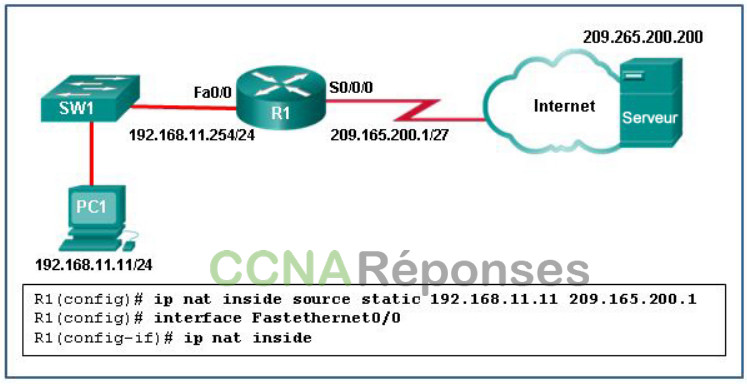 209.265.200.200
Fa0/0
S0/0/0
SW1
R1
Internet
Serveur
192.168.11.254/24
209.165.200.1/27
PC1
192.168.11.11/24
CCNARéponses
R1(config)# ip nat inside source static 192.168.11.11 209.165.200.1
R1(config)# interface Fastethernet0/0
R1(config-if)# ip nat inside